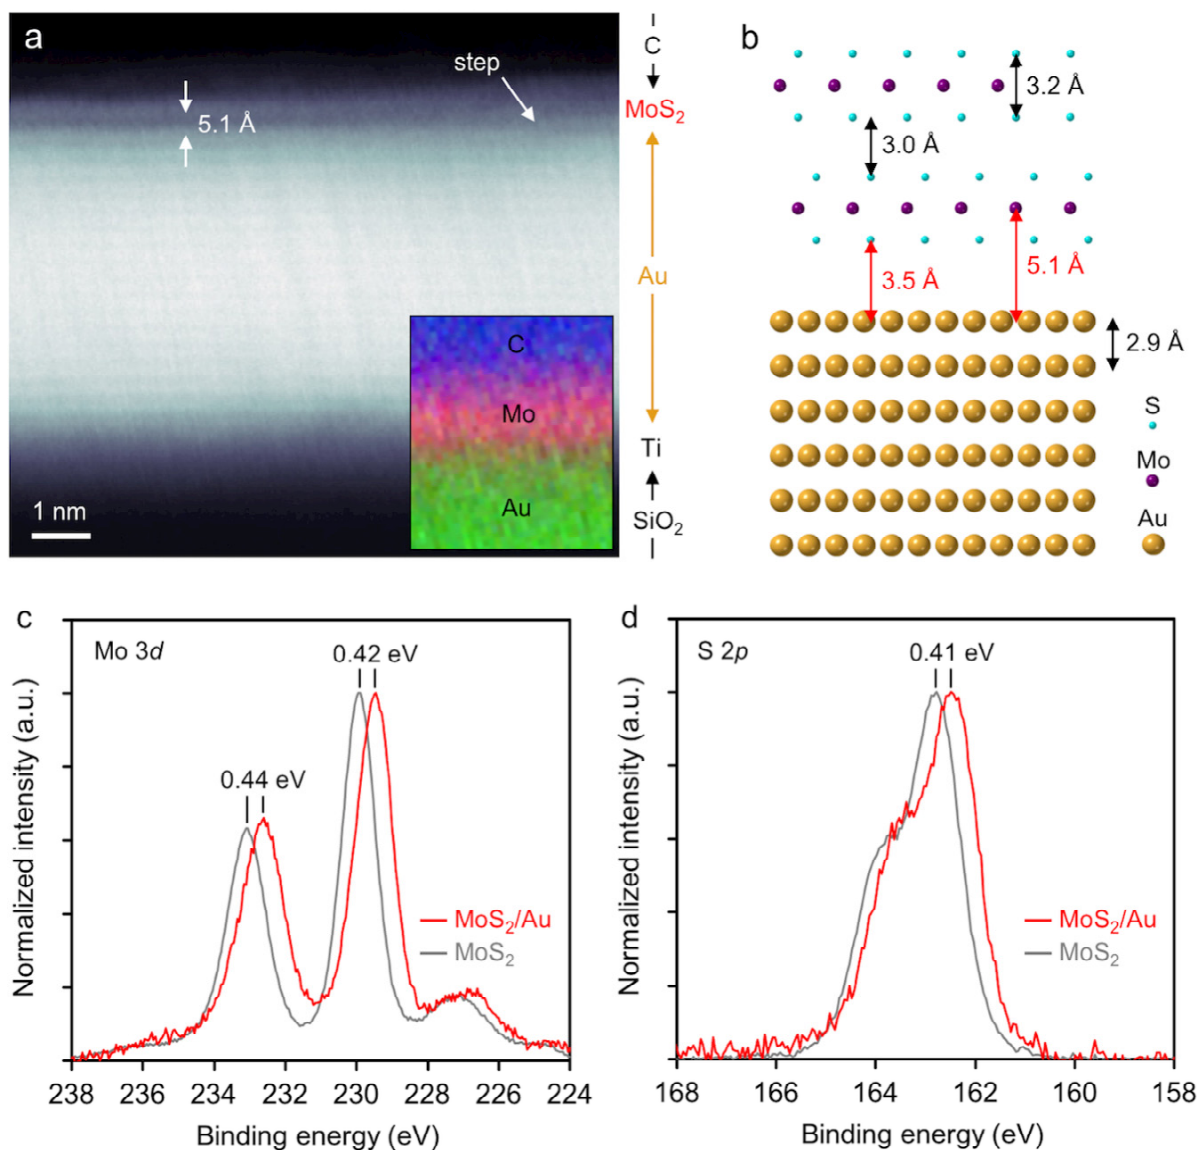 a
step
5.1 Å
C
Mo
Au
1 nm
C
MoS₂
Au
Ti
SiO₂
b
3.2 Å
3.0 Å
3.5 Å
5.1 Å
2.9 Å
S
Mo
Au
c
Mo 3d
0.42 eV
0.44 eV
MoS₂/Au
MoS₂
Normalized intensity (a.u.)
238 236 234 232 230 228 226 224
Binding energy (eV)
d
S 2p
0.41 eV
MoS₂/Au
MoS₂
Normalized intensity (a.u.)
168 166 164 162 160 158
Binding energy (eV)